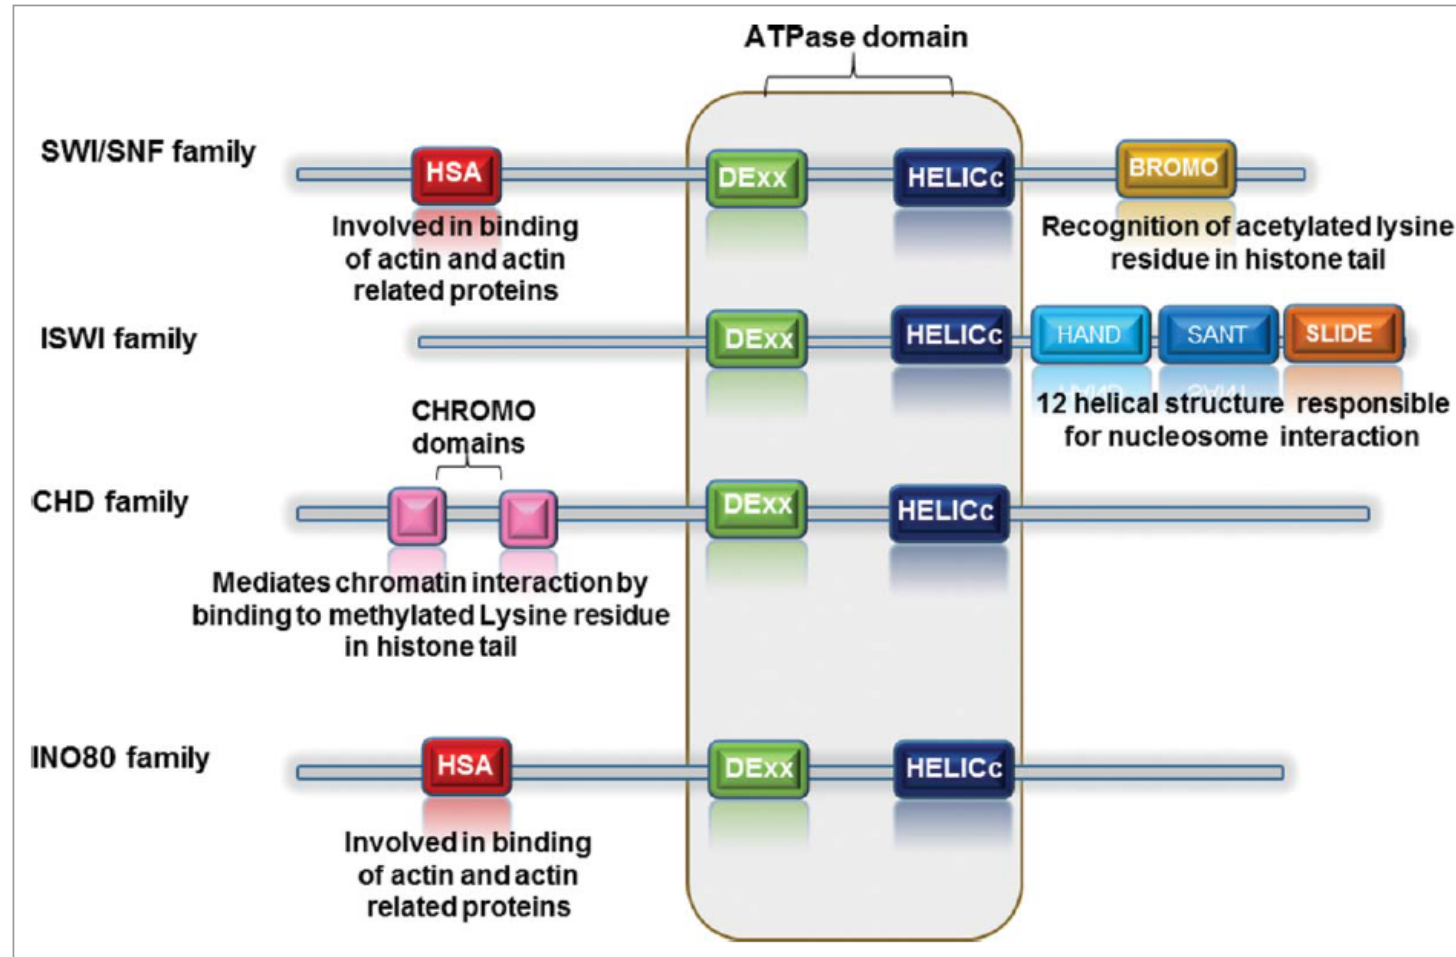 ATPase domain
SWI/SNF family
HSA
DExx
HELICc
BROMO
Involved in binding
of actin and actin
related proteins
Recognition of acetylated lysine
residue in histone tail
ISWI family
DExx
HELICc
HAND
SANT
SLIDE
12 helical structure responsible
for nucleosome interaction
CHROMO
domains
CHD family
DExx
HELICc
Mediates chromatin interaction by
binding to methylated Lysine residue
in histone tail
INO80 family
HSA
DExx
HELICc
Involved in binding
of actin and actin
related proteins